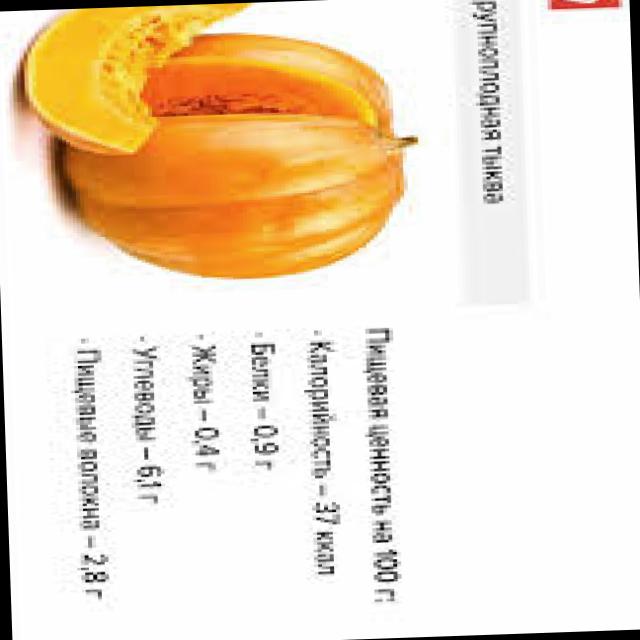 рупноплодная тыква
Пищевая ценность на 100 г:
· Калорийность – 37 ккал
· Белки – 0,9 г
· Жиры – 0,4 г
· Углеводы – 6,1 г
· Пищевые волокна – 2,8 г